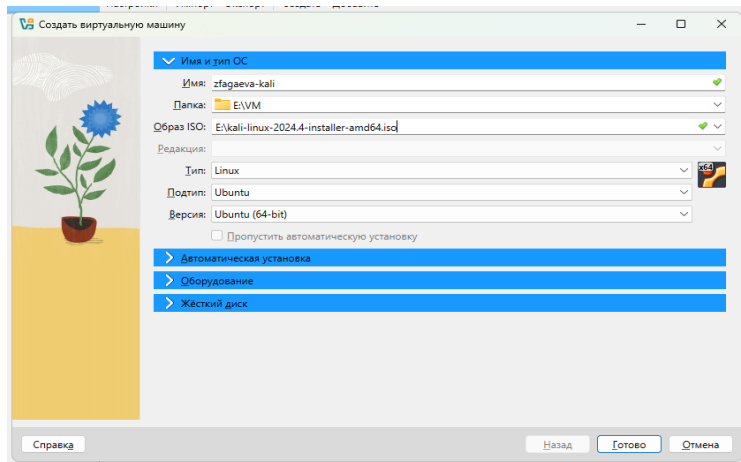 Создать виртуальную машину
Имя и тип ОС
Имя: zfagaeva-kali
Папка: E:\VM
Образ ISO: E:\kali-linux-2024.4-installer-amd64.iso
Редакция:
Тип: Linux
x64
Подтип: Ubuntu
Версия: Ubuntu (64-bit)
Пропустить автоматическую установку
Автоматическая установка
Оборудование
Жёсткий диск
Справка Назад Готово Отмена